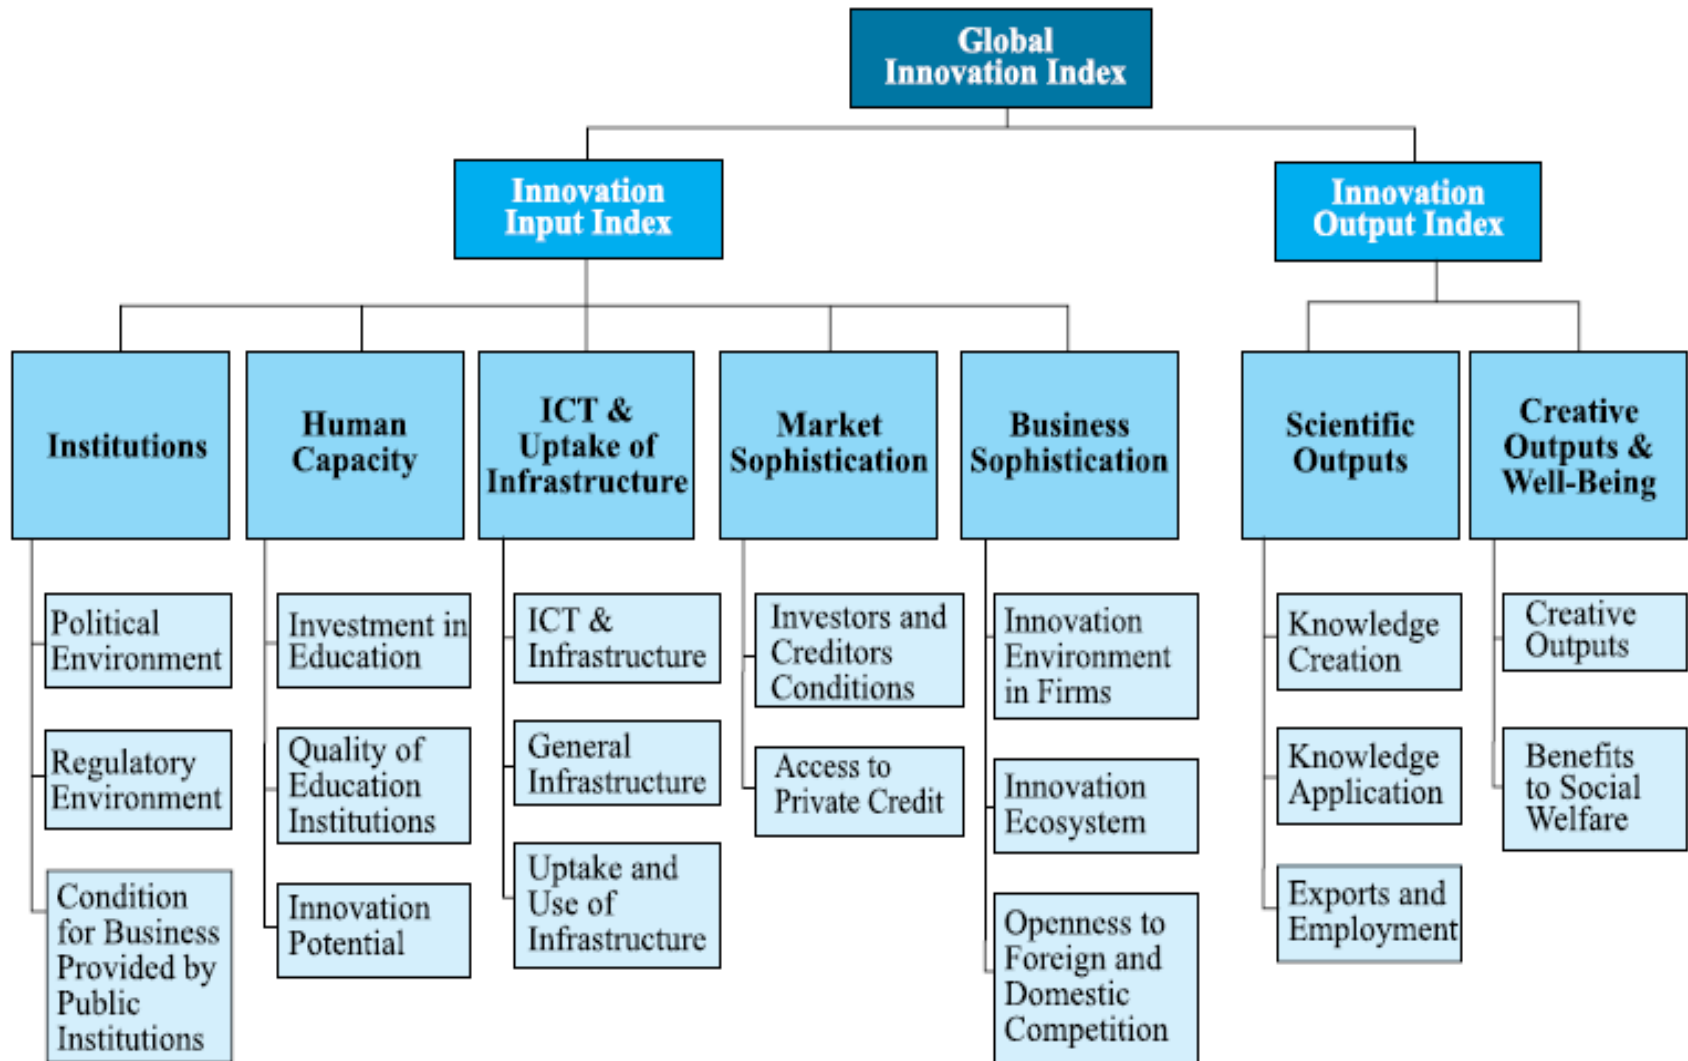 Global
Innovation Index
Innovation
Input Index
Innovation
Output Index
Institutions
Human
Capacity
ICT &
Uptake of
Infrastructure
Market
Sophistication
Business
Sophistication
Scientific
Outputs
Creative
Outputs &
Well-Being
Political
Environment
Regulatory
Environment
Condition
for Business
Provided by
Public
Institutions
Investment in
Education
Quality of
Education
Institutions
Innovation
Potential
ICT &
Infrastructure
General
Infrastructure
Uptake and
Use of
Infrastructure
Investors and
Creditors
Conditions
Access to
Private Credit
Innovation
Environment
in Firms
Innovation
Ecosystem
Openness to
Foreign and
Domestic
Competition
Knowledge
Creation
Knowledge
Application
Exports and
Employment
Creative
Outputs
Benefits
to Social
Welfare